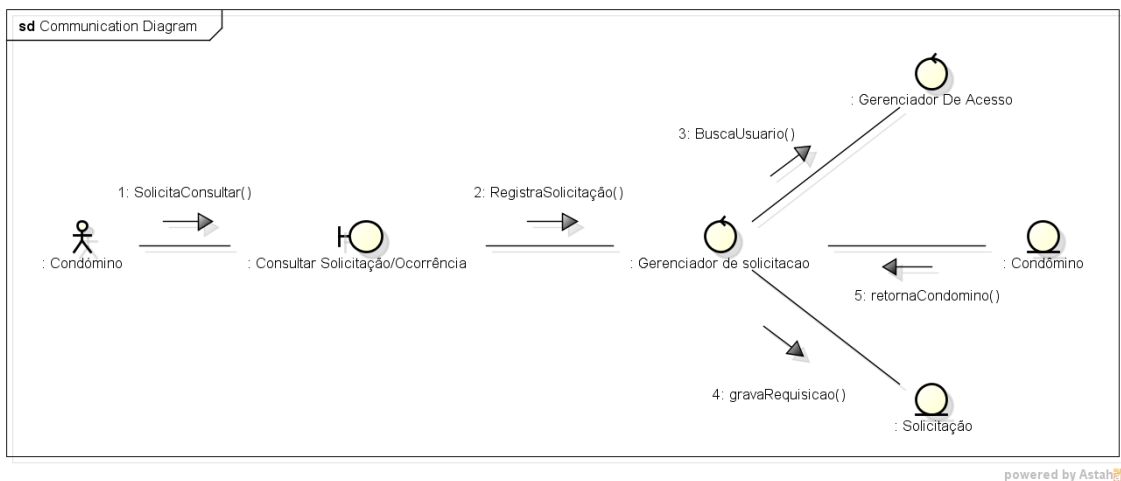 sd Communication Diagram
: Gerenciador De Acesso
3: BuscaUsuario()
1: SolicitaConsultar()
2: RegistraSolicitação()
: Condômino
: Consultar Solicitação/Ocorrência
: Gerenciador de solicitacao
: Condômino
5: retornaCondomino()
4: gravaRequisicao()
: Solicitação
powered by Astah